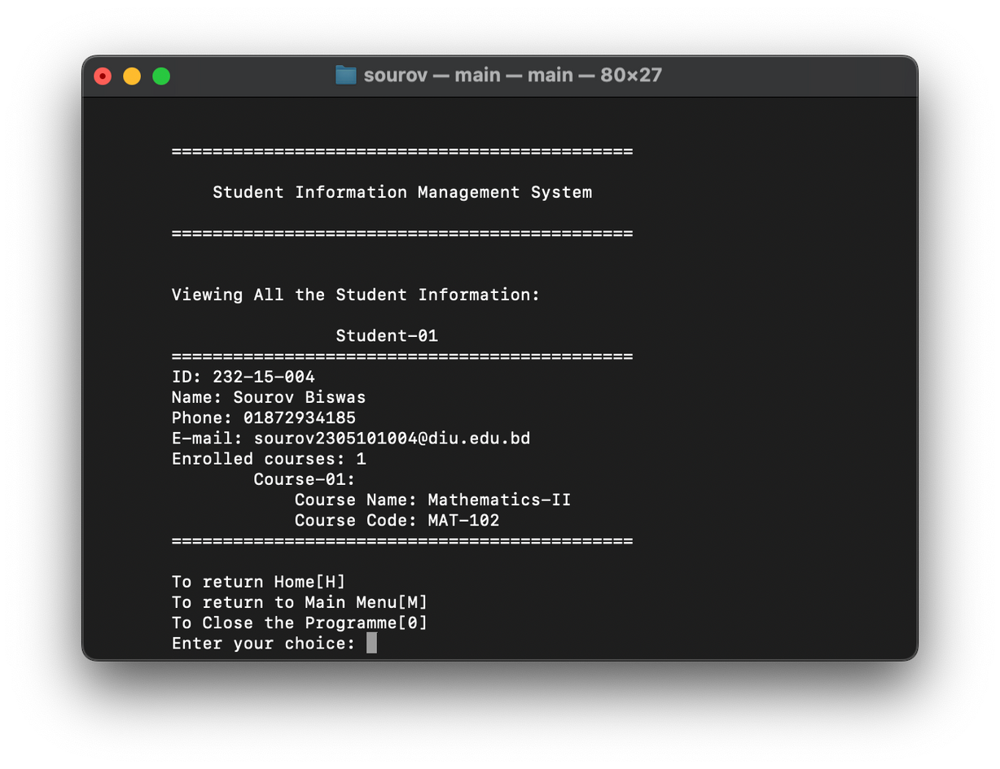 sourov — main — main — 80×27
=============================================
Student Information Management System
=============================================
Viewing All the Student Information:
Student-01
=============================================
ID: 232-15-004
Name: Sourov Biswas
Phone: 01872934185
E-mail: sourov2305101004@diu.edu.bd
Enrolled courses: 1
Course-01:
Course Name: Mathematics-II
Course Code: MAT-102
=============================================
To return Home[H]
To return to Main Menu[M]
To Close the Programme[0]
Enter your choice: